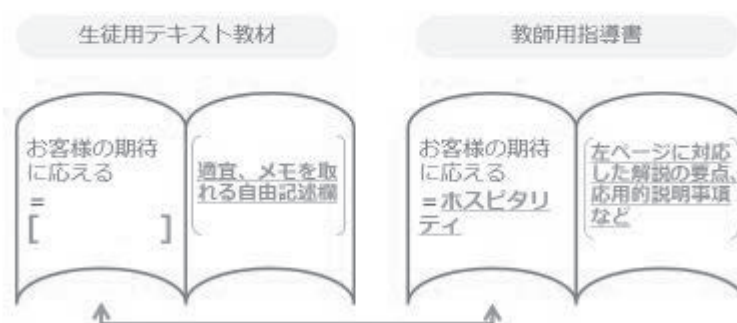 生徒用テキスト教材
教師用指導書
お客様の期待
に応える
=
[ ]
適宜、メモを取
れる自由記述欄
お客様の期待
に応える
=ホスピタリ
ティ
左ページに対応
した解説の要点、
応用的説明事項
など